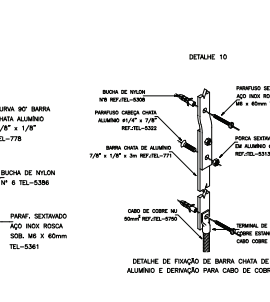 DETALHE 10
URVA 90° BARRA
HATA ALUMÍNIO
/8" x 1/8"
TEL-778
BUCHA DE NYLON
Nº 6 TEL-5386
PARAF. SEXTAVADO
AÇO INOX ROSCA
SOB. M6 X 60mm
TEL-5361
BUCHA DE NYLON
Nº8 REF.:TEL-5308
PARAFUSO CABEÇA CHATA
ALUMÍNIO ø1/4" x 7/8"
REF.:TEL-5322
BARRA CHATA DE ALUMÍNIO
7/8" x 1/8" x 3m REF.:TEL-771
CABO DE COBRE NU
50mm² REF.:TEL-5750
PARAFUSO SE
AÇO INOX R
M6 x 60mm
PORCA SEXTAV
EM ALUMÍNIO
REF.:TEL-5313
TERMINAL DE
COBRE ESTAN
CABO COBRE
DETALHE DE FIXAÇÃO DE BARRA CHATA DE
ALUMÍNIO E DERIVAÇÃO PARA CABO DE COBR